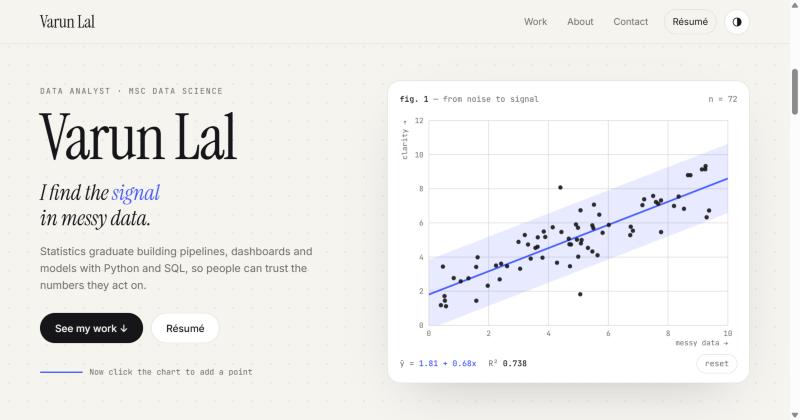 Varun Lal
Work About Contact Résumé
DATA ANALYST · MSC DATA SCIENCE
Varun Lal
I find the signal
in messy data.
Statistics graduate building pipelines, dashboards and
models with Python and SQL, so people can trust the
numbers they act on.
See my work ↓ Résumé
Now click the chart to add a point
fig. 1 — from noise to signal n = 72
clarity →
12
10
8
6
4
2
0
0 2 4 6 8 10
messy data →
ŷ = 1.81 + 0.68x R² 0.738 reset